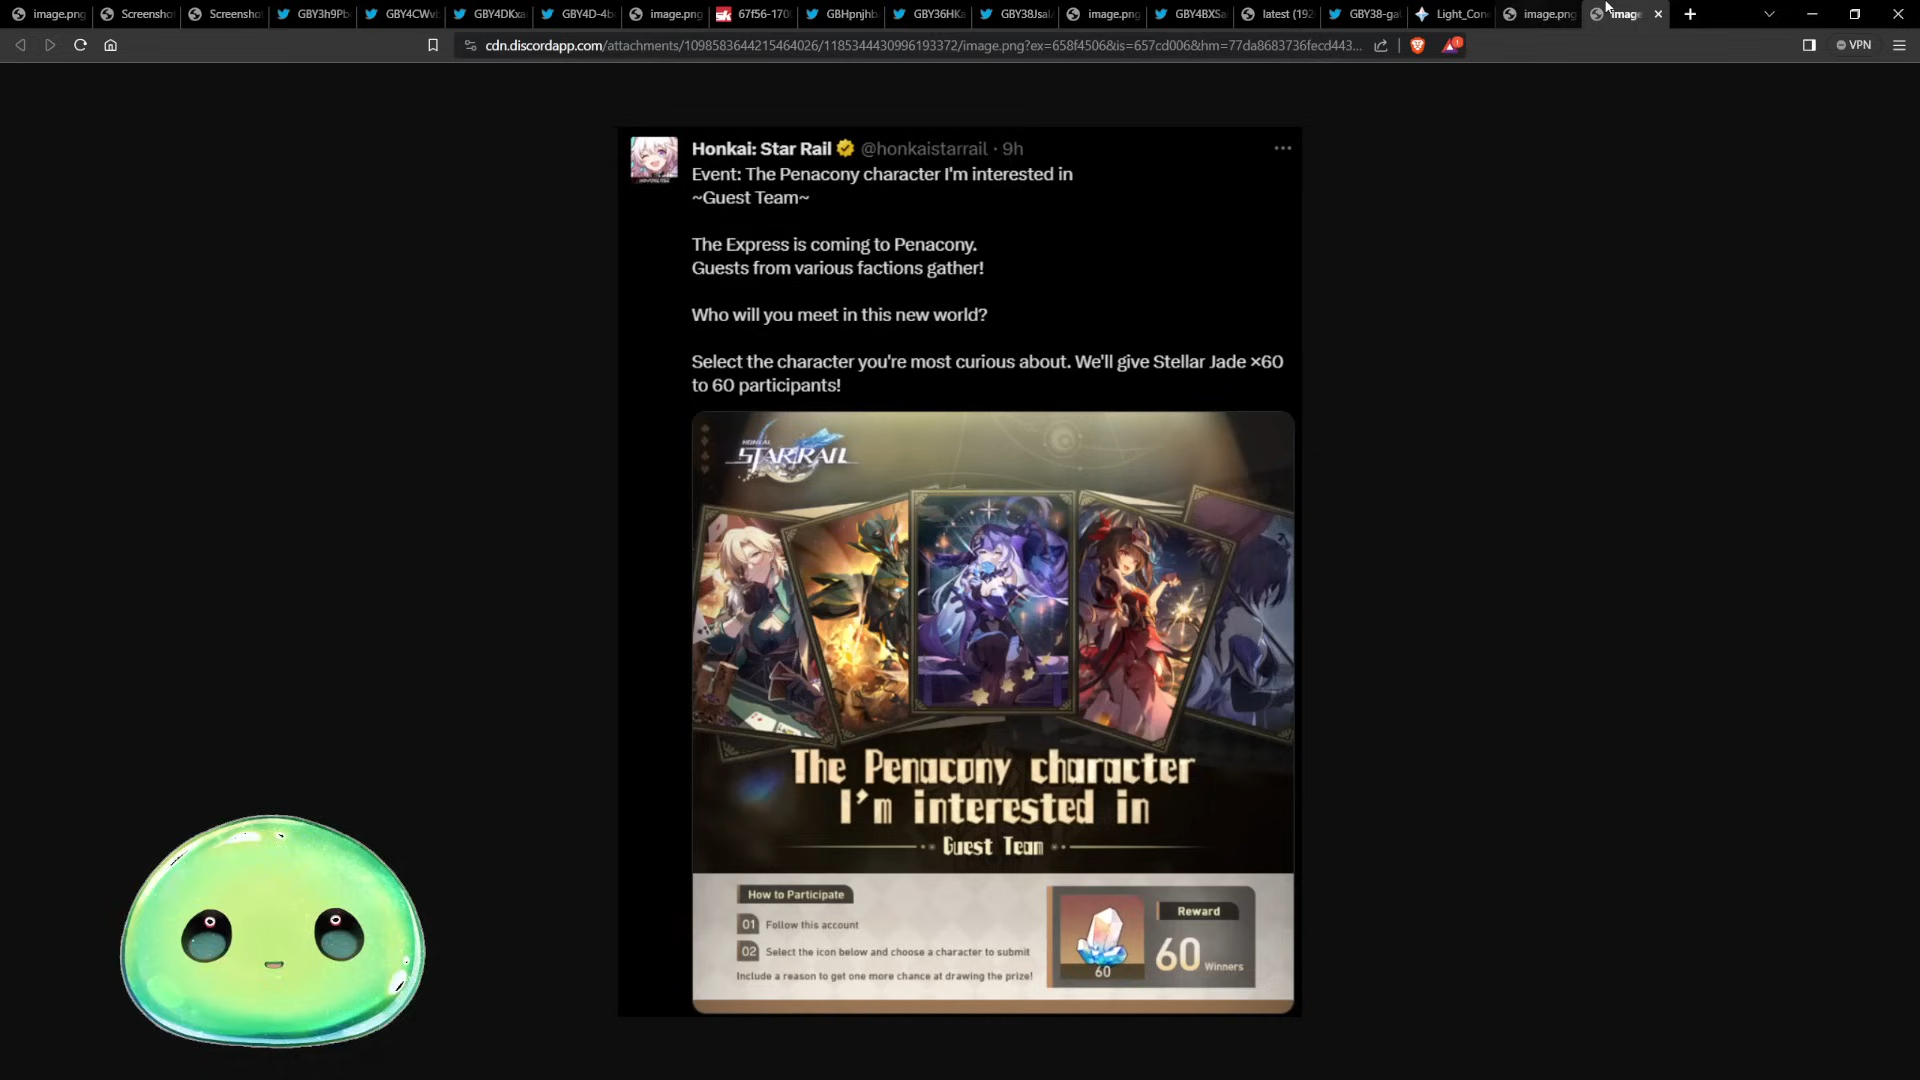 image.png
Screensho
Screensho
GBY3h9Pb
GBY4CWv
GBY4DKxa
GBY4D-4b
image.png
67f56-170
GBHpnjhb
GBY36HKa
GBY38JsaI
image.png
GBY4BXSa
latest (192
GBY38-gal
Light_Cone
image.png
image
cdn.discordapp.com/attachments/1098583644215464026/1185344430996193372/image.png?ex=658f4506&is=657cd006&hm=77da8683736fecd443...
VPN
Honkai: Star Rail @honkaistarrail · 9h
Event: The Penacony character I'm interested in
~Guest Team~
The Express is coming to Penacony.
Guests from various factions gather!
Who will you meet in this new world?
Select the character you're most curious about. We'll give Stellar Jade ×60
to 60 participants!
HONKAI
STAR RAIL
The Penacony character
I'm interested in
Guest Team
How to Participate
01 Follow this account
02 Select the icon below and choose a character to submit
Include a reason to get one more chance at drawing the prize!
60
Reward
60 Winners